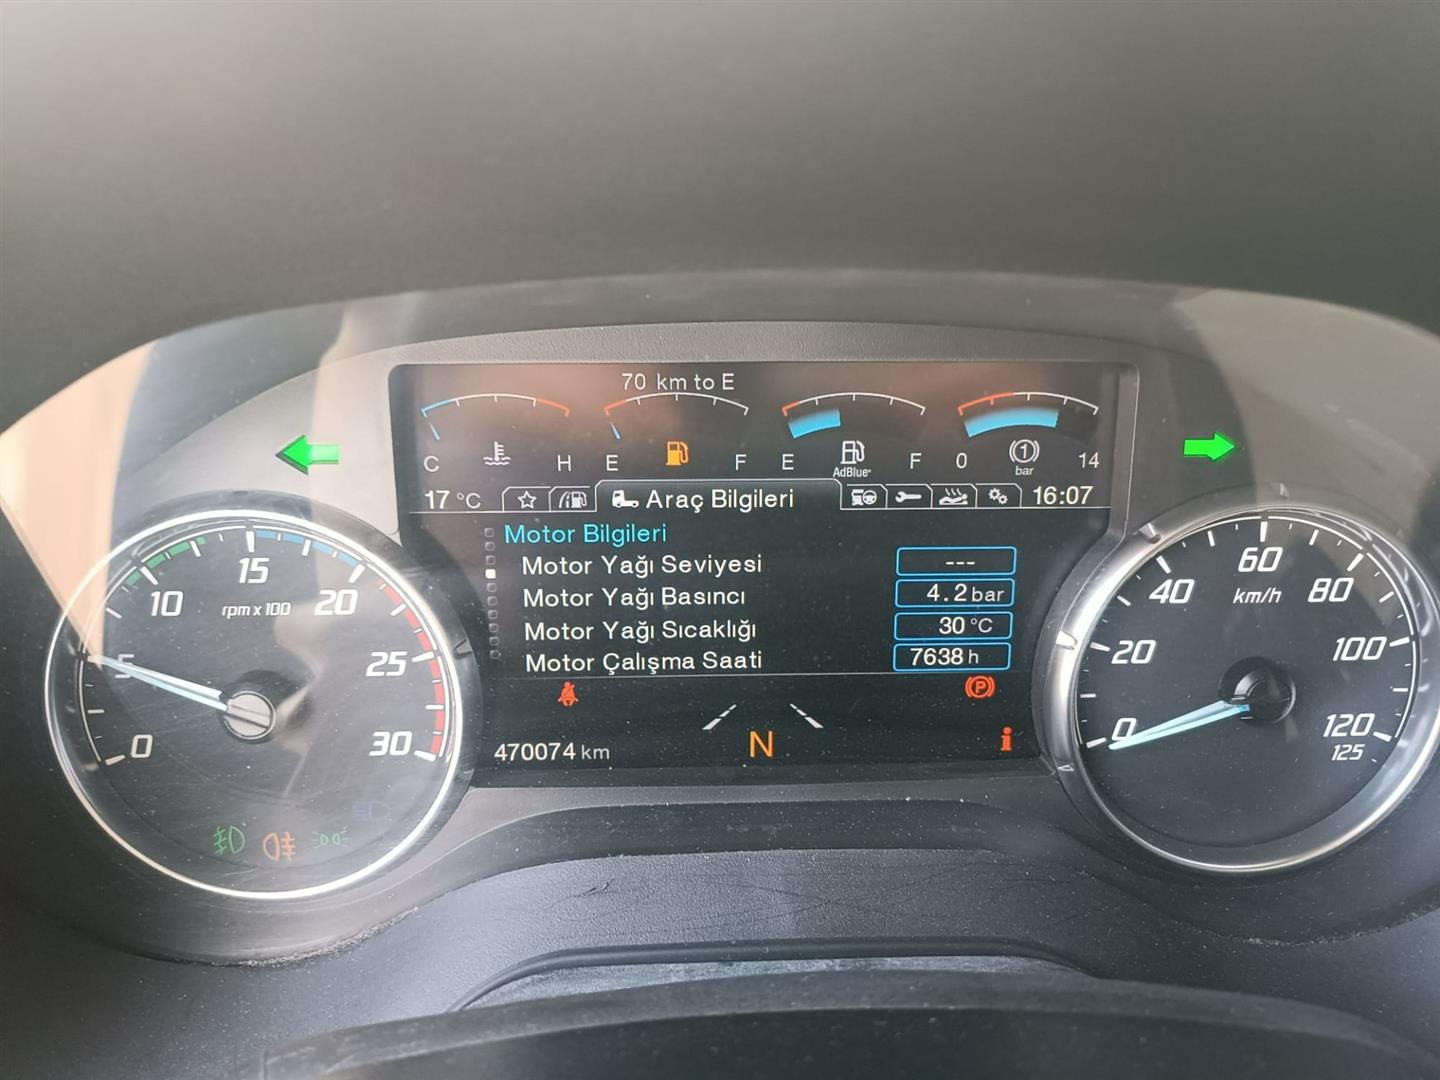 70 km to E
C H E F E AdBlue F 0 1 bar 14
17 °C Araç Bilgileri 16:07
Motor Bilgileri
Motor Yağı Seviyesi ---
Motor Yağı Basıncı 4.2 bar
Motor Yağı Sıcaklığı 30 °C
Motor Çalışma Saati 7638 h
P
470074 km N i
0 5 10 15 20 25 30
rpm x 100
0 20 40 60 80 100 120 125
km/h